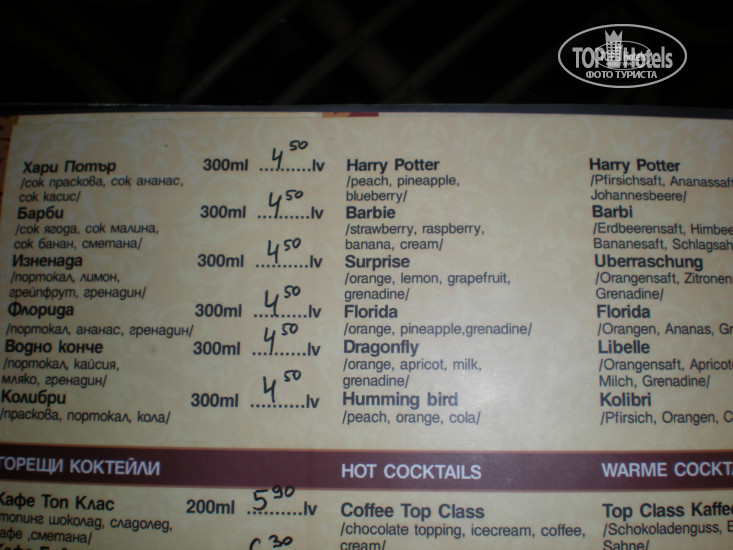 TOP Hotels
ФОТО ТУРИСТА
Хари Потър 300ml 4 50 ........lv
/сок праскова, сок ананас,
сок касис/
Барби 300ml 4 50 ........lv
/сок ягода, сок малина,
сок банан, сметана/
Изненада 300ml 4 50 ........lv
/портокал, лимон,
грейпфрут, гренадин/
Флорида 300ml 4 50 ........lv
/портокал, ананас, гренадин/
Водно конче 300ml 4 50 ........lv
/портокал, кайсия,
мляко, гренадин/
Колибри 300ml 4 50 ........lv
/праскова, портокал, кола/
Harry Potter
/peach, pineapple,
blueberry/
Barbie
/strawberry, raspberry,
banana, cream/
Surprise
/orange, lemon, grapefruit,
grenadine/
Florida
/orange, pineapple,grenadine/
Dragonfly
/orange, apricot, milk,
grenadine/
Humming bird
/peach, orange, cola/
Harry Potter
/Pfirsichsaft, Ananassaft
Johannesbeere/
Barbi
/Erdbeerensaft, Himbee
Bananesaft, Schlagsah
Uberraschung
/Orangensaft, Zitronen
Grenadine/
Florida
/Orangen, Ananas, Gr
Libelle
/Orangensaft, Apricot
Milch, Grenadine/
Kolibri
/Pfirsich, Orangen, C
ГОРЕЩИ КОКТЕЙЛИ HOT COCKTAILS WARME COCKTA
Кафе Топ Клас 200ml 5 90 ........lv
/топинг шоколад, сладолед,
кафе ,сметана/
6 30
Coffee Top Class
/chocolate topping, icecream, coffee,
cream/
Top Class Kaffee
/Schokoladenguss, E
Sahne/